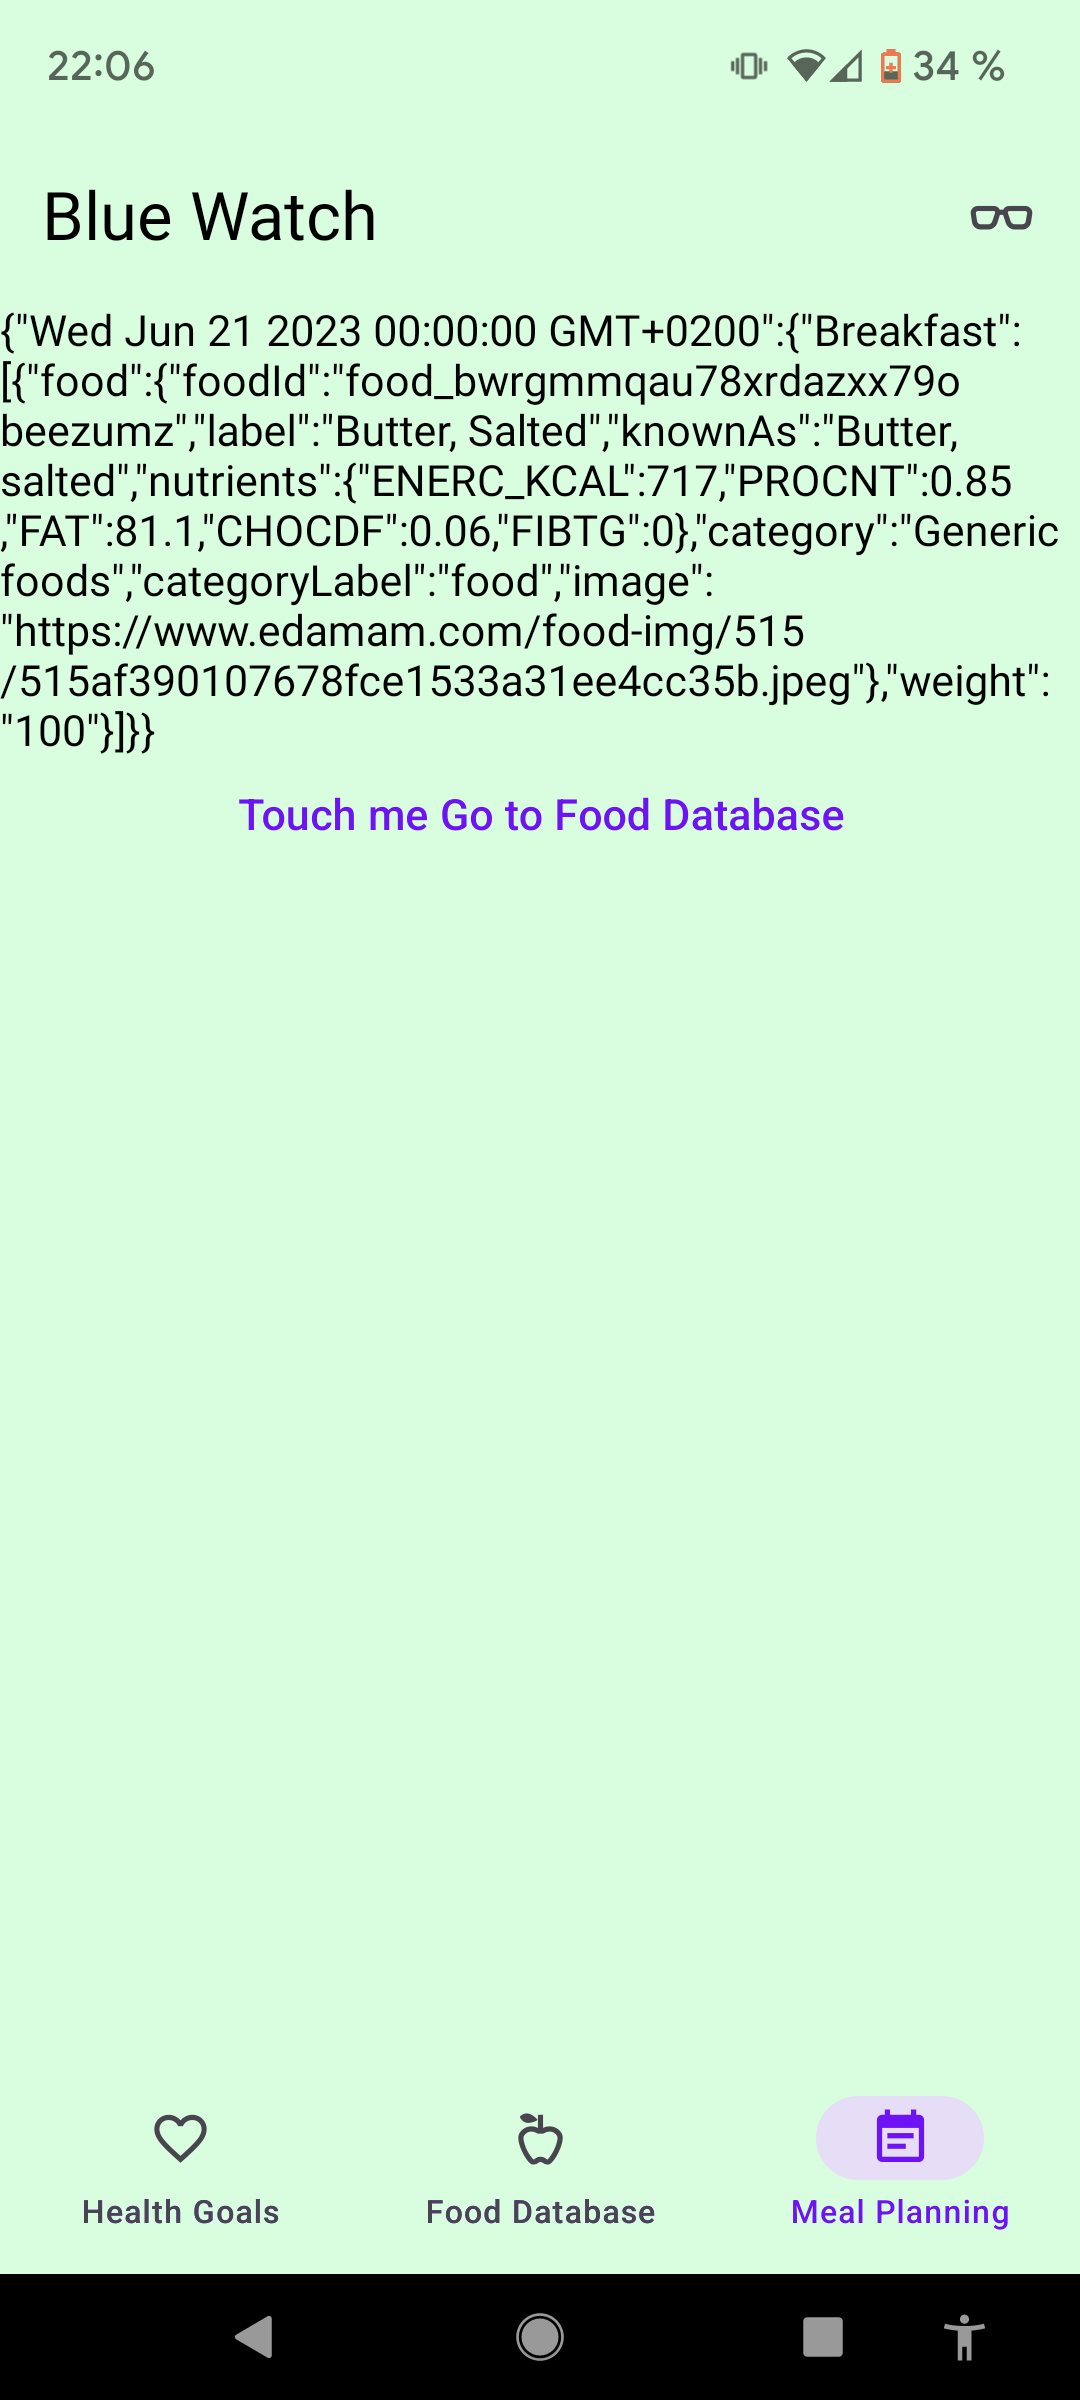 22:06
34 %
Blue Watch
{"Wed Jun 21 2023 00:00:00 GMT+0200":{"Breakfast":
[{"food":{"foodId":"food_bwrgmmqau78xrdazxx79o
beezumz","label":"Butter, Salted","knownAs":"Butter,
salted","nutrients":{"ENERC_KCAL":717,"PROCNT":0.85
,"FAT":81.1,"CHOCDF":0.06,"FIBTG":0},"category":"Generic
foods","categoryLabel":"food","image":
"https://www.edamam.com/food-img/515
/515af390107678fce1533a31ee4cc35b.jpeg"},"weight":
"100"}]}}
Touch me Go to Food Database
Health Goals
Food Database
Meal Planning